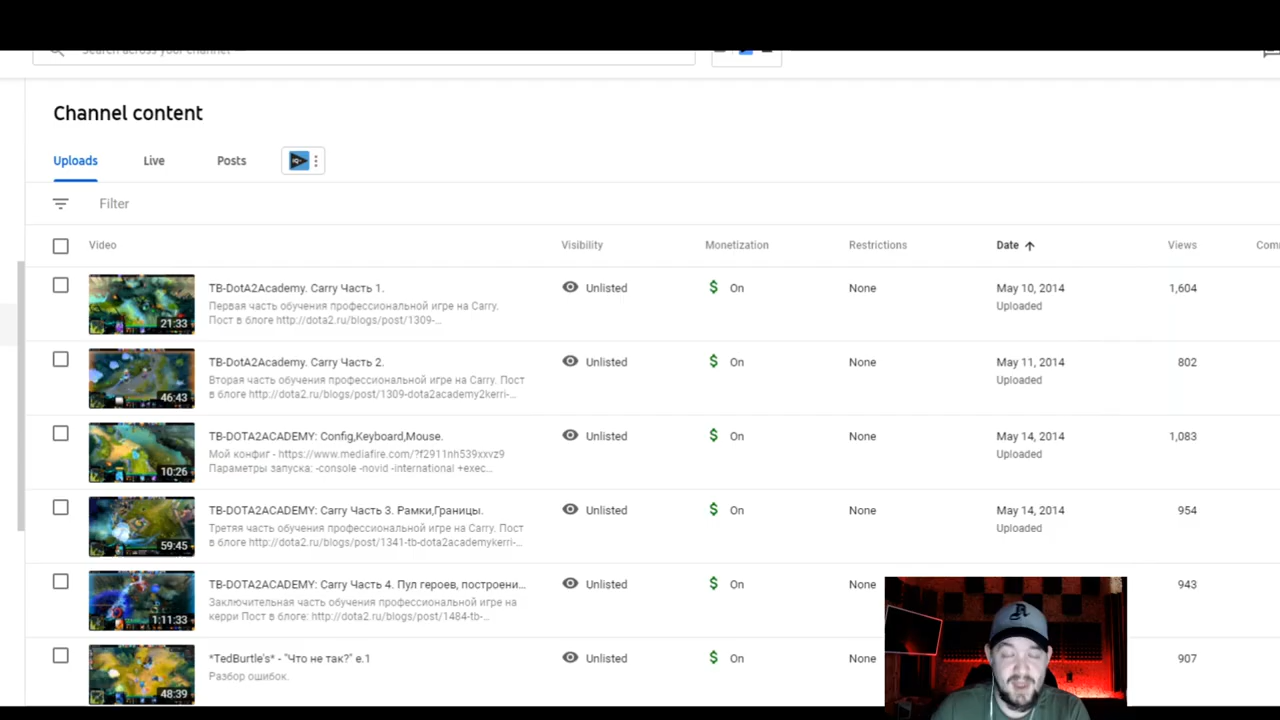 Search across your channel
Channel content
Uploads Live Posts
Filter
Video Visibility Monetization Restrictions Date Views
21:33 TB-DotA2Academy. Carry Часть 1. Unlisted $ On None May 10, 2014 1,604
Первая часть обучения профессиональной игре на Carry. Uploaded
Пост в блоге http://dota2.ru/blogs/post/1309-...
46:43 TB-DotA2Academy. Carry Часть 2. Unlisted $ On None May 11, 2014 802
Вторая часть обучения профессиональной игре на Carry. Пост Uploaded
в блоге http://dota2.ru/blogs/post/1309-dota2academy2kerri-...
10:26 TB-DOTA2ACADEMY: Config,Keyboard,Mouse. Unlisted $ On None May 14, 2014 1,083
Мой конфиг - https://www.mediafire.com/?f2911nh539xxvz9 Uploaded
Параметры запуска: -console -novid -international +exec...
59:45 TB-DOTA2ACADEMY: Carry Часть 3. Рамки,Границы. Unlisted $ On None May 14, 2014 954
Третяя часть обучения профессиональной игре на Carry. Пост Uploaded
в блоге http://dota2.ru/blogs/post/1341-tb-dota2academykerri-...
1:11:33 TB-DOTA2ACADEMY: Carry Часть 4. Пул героев, построени... Unlisted $ On None 943
Заключительная часть обучения профессиональной игре на
керри Пост в блоге: http://dota2.ru/blogs/post/1484-tb-...
48:39 *TedBurtle's* - "Что не так?" e.1 Unlisted $ On None 907
Разбор ошибок.